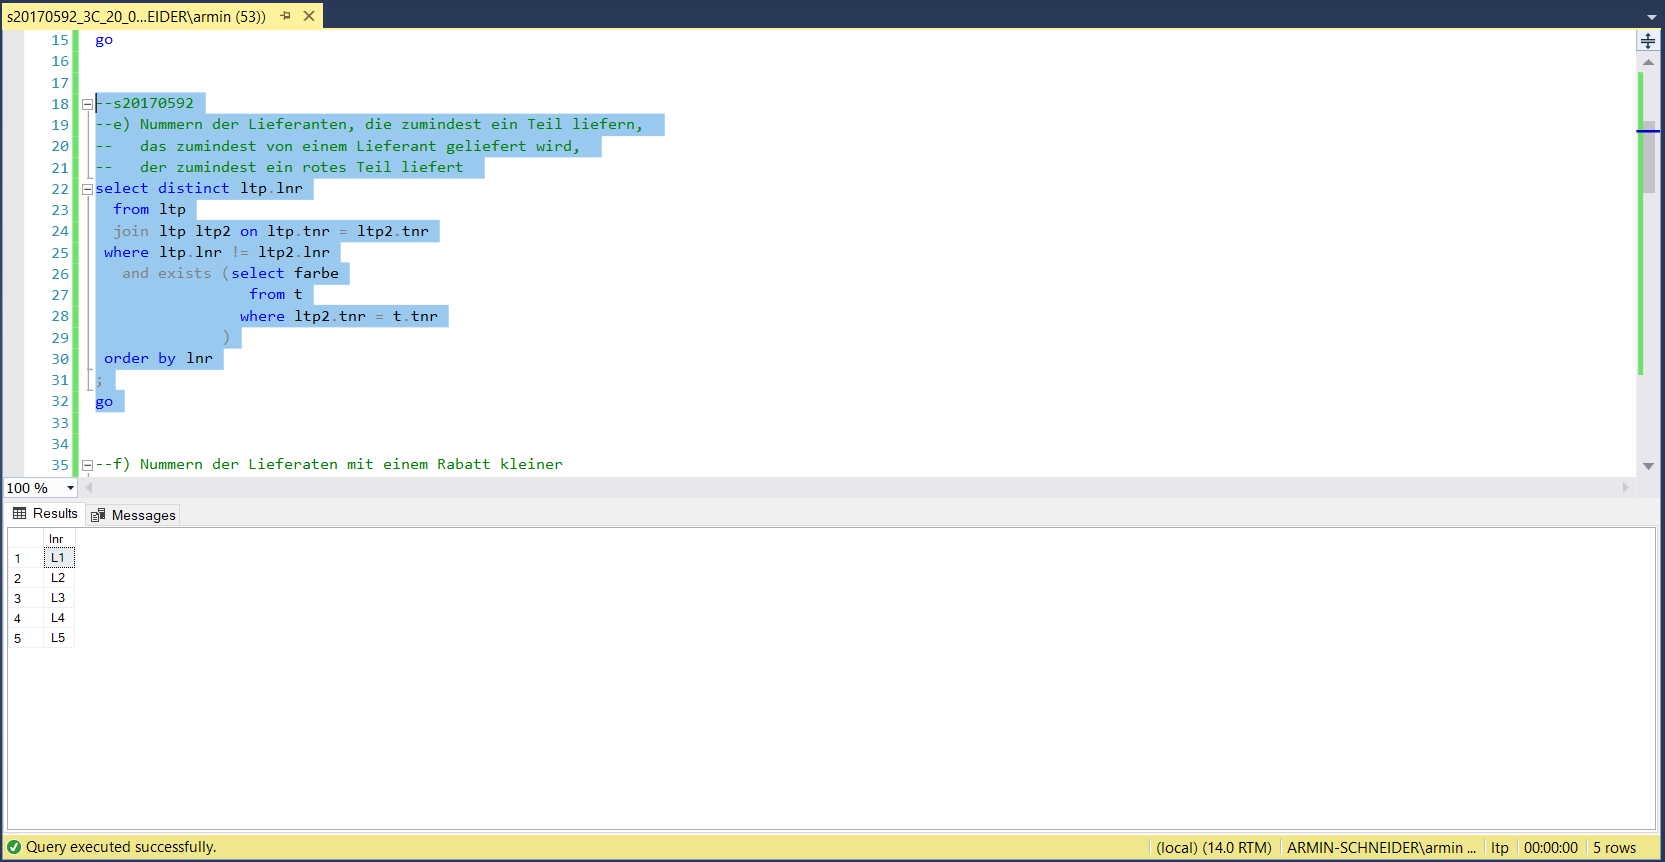 s20170592_3C_20_0...EIDER\armin (53))
15 go
16
17
18 --s20170592
19 --e) Nummern der Lieferanten, die zumindest ein Teil liefern,
20 --   das zumindest von einem Lieferant geliefert wird,
21 --   der zumindest ein rotes Teil liefert
22 select distinct ltp.lnr
23   from ltp
24   join ltp ltp2 on ltp.tnr = ltp2.tnr
25  where ltp.lnr != ltp2.lnr
26    and exists (select farbe
27                  from t
28                 where ltp2.tnr = t.tnr
29               )
30  order by lnr
31 ;
32 go
33
34
35 --f) Nummern der Lieferaten mit einem Rabatt kleiner
100 %
Results Messages
lnr
1 L1
2 L2
3 L3
4 L4
5 L5
Query executed successfully. (local) (14.0 RTM) ARMIN-SCHNEIDER\armin ... ltp 00:00:00 5 rows